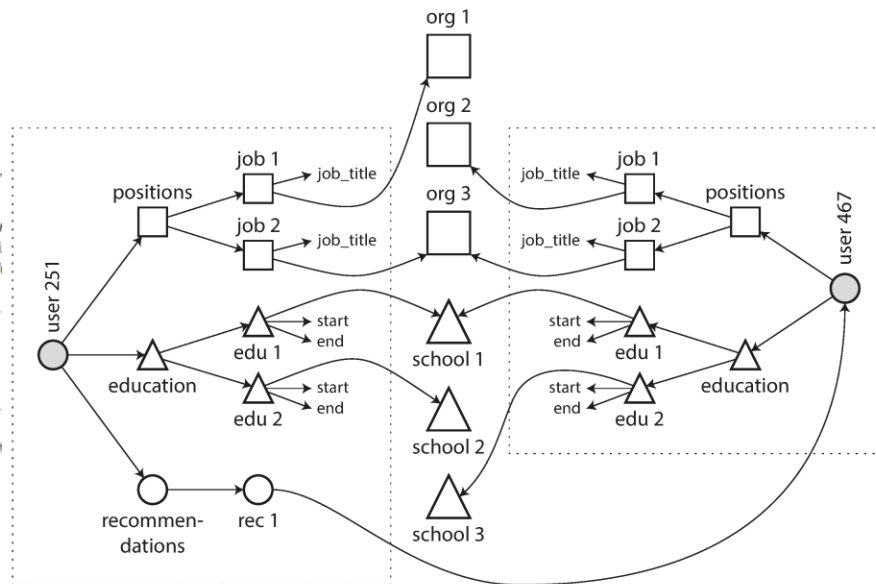 org 1
org 2
org 3
job 1
job_title
positions
job 2
job_title
user 251
edu 1
start
end
education
edu 2
start
end
recommen-
dations
rec 1
school 1
school 2
school 3
job 1
job_title
positions
job 2
job_title
user 467
edu 1
start
end
education
edu 2
start
end